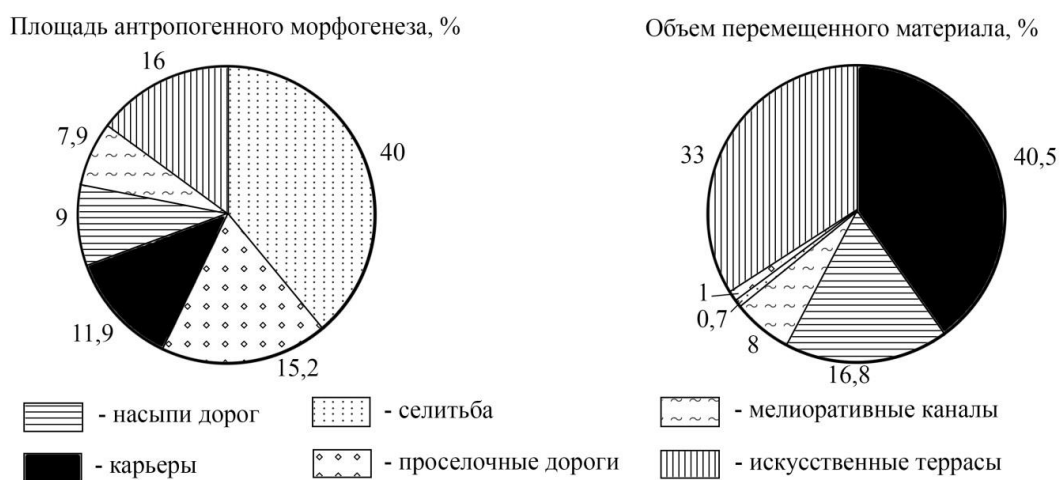 Площадь антропогенного морфогенеза, %
16
7,9
40
9
11,9
15,2
Объем перемещенного материала, %
33
40,5
1
0,7
8
16,8
- насыпи дорог
- селитьба
- мелиоративные каналы
- карьеры
- проселочные дороги
- искусственные террасы